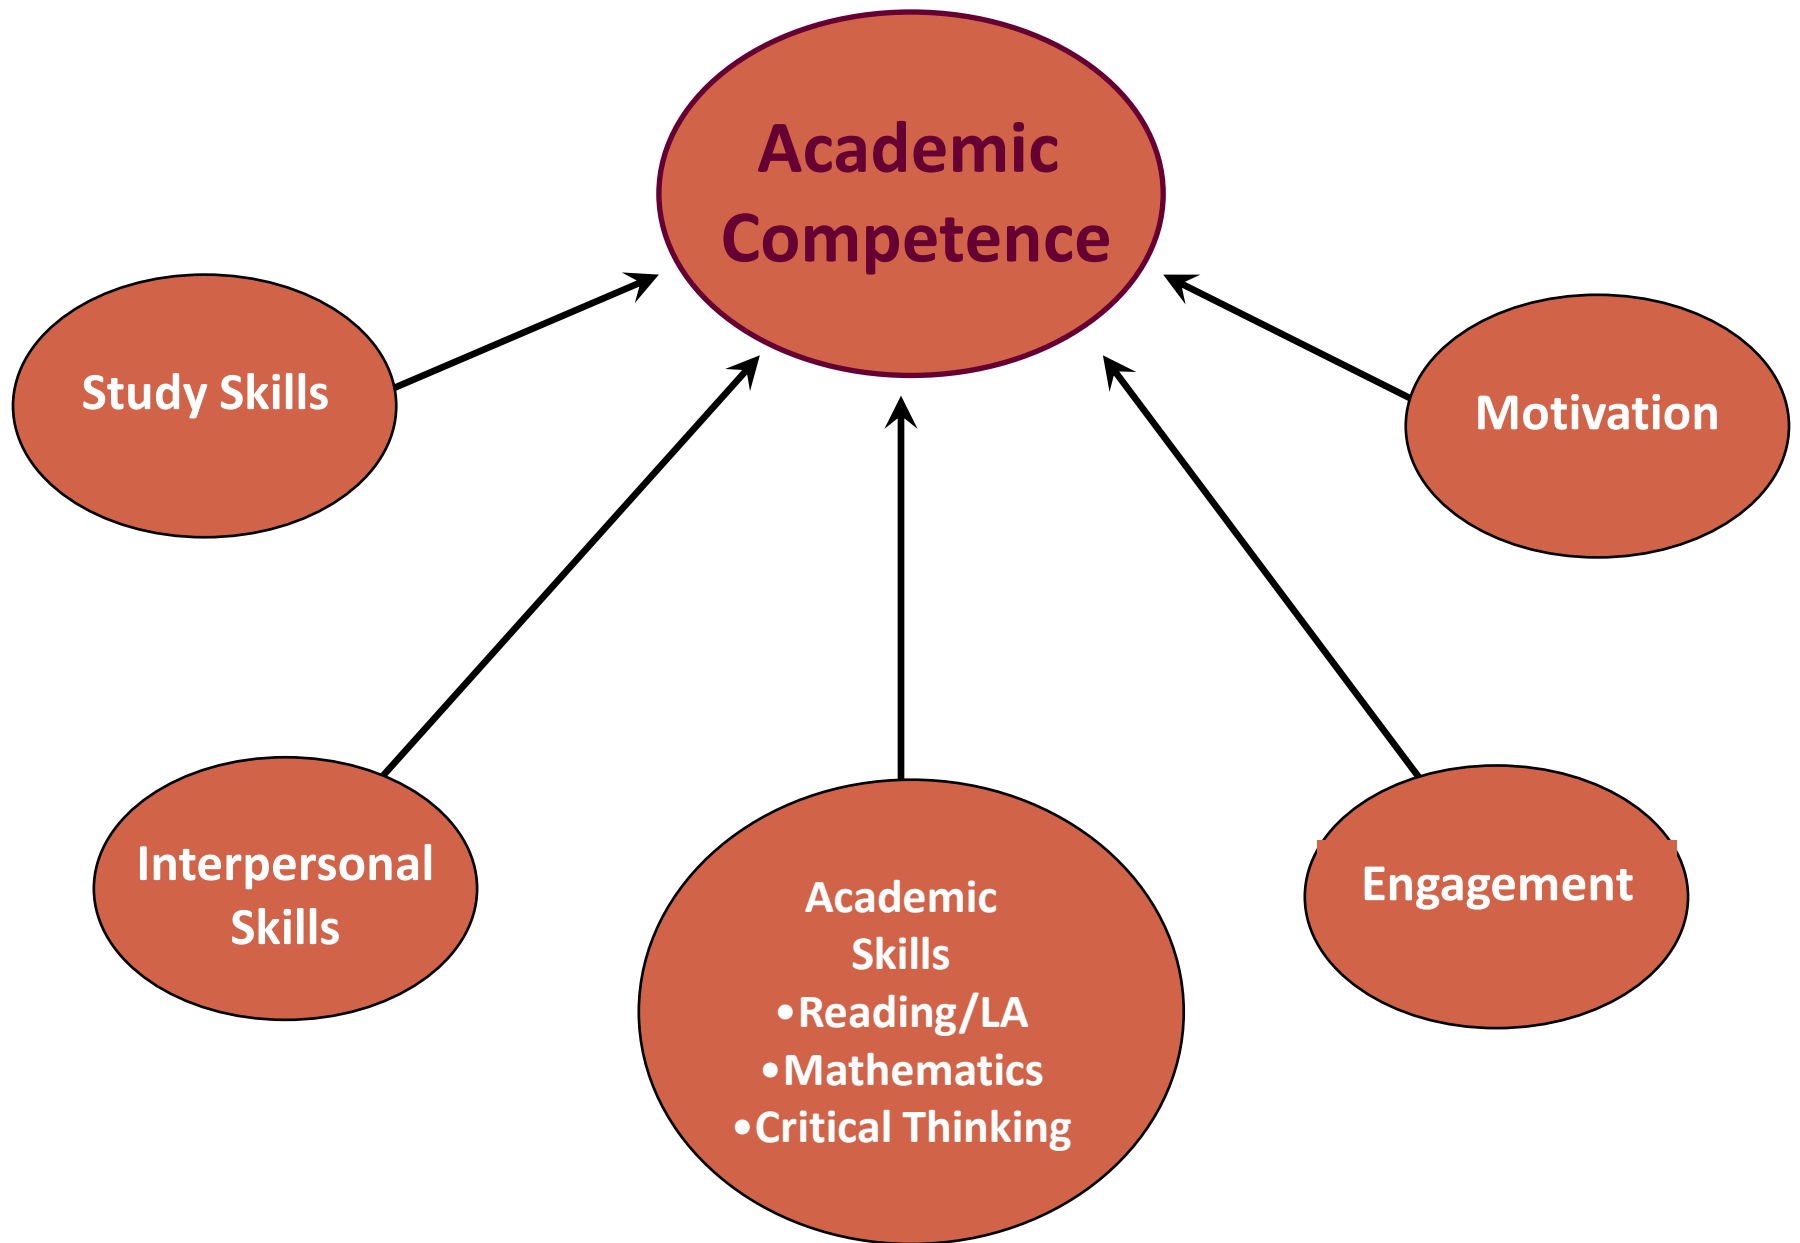 Academic
Competence
Study Skills
Motivation
Interpersonal
Skills
Academic
Skills
•Reading/LA
•Mathematics
•Critical Thinking
Engagement